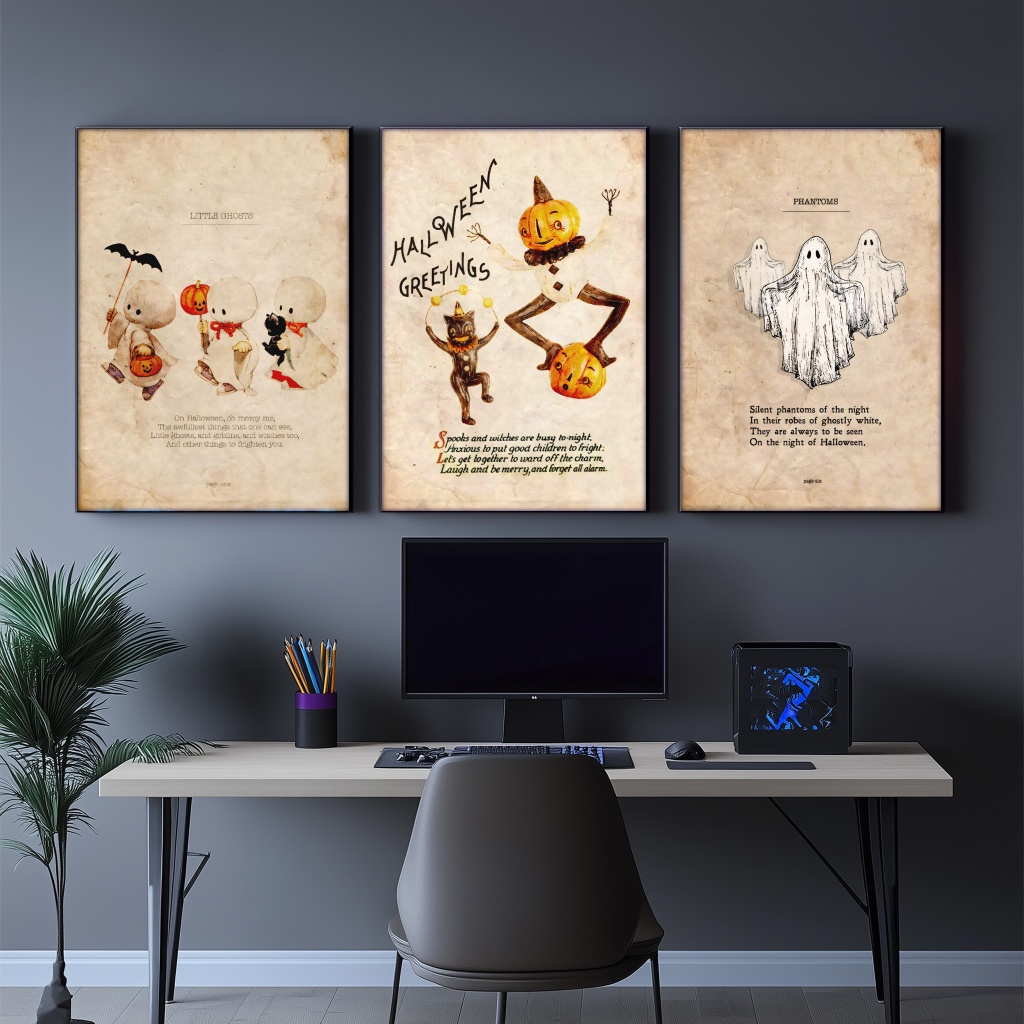 LITTLE GHOSTS
On Halloween, oh mercy me,
The awfullest things that one can see,
Little ghosts, and goblins, and witches too,
And other things to frighten you.
HALLOWEEN
GREETINGS
Spooks and witches are busy to-night,
Anxious to put good children to fright;
Let's get together to ward off the charm,
Laugh and be merry, and forget all alarm.
PHANTOMS
Silent phantoms of the night
In their robes of ghostly white,
They are always to be seen
On the night of Halloween.
page six